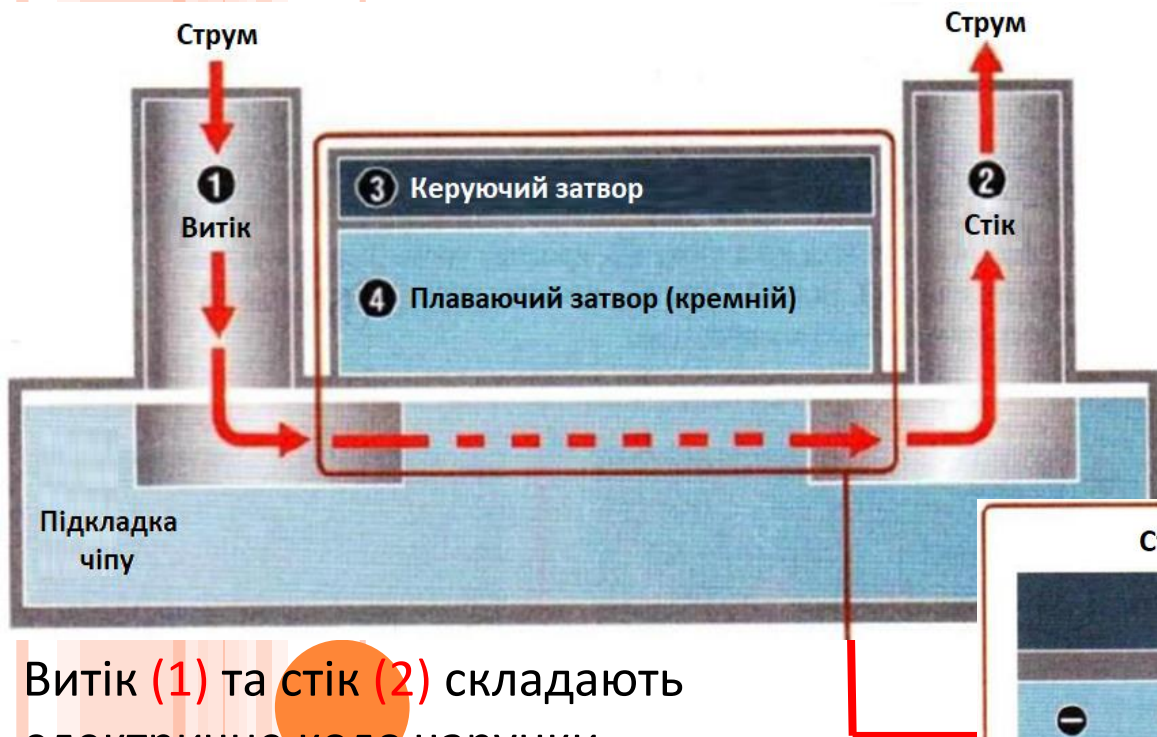 Струм
Струм
1
Витік
3 Керуючий затвор
2
Стік
4 Плаваючий затвор (кремній)
Підкладка
чіпу
Витік (1) та стік (2) складають